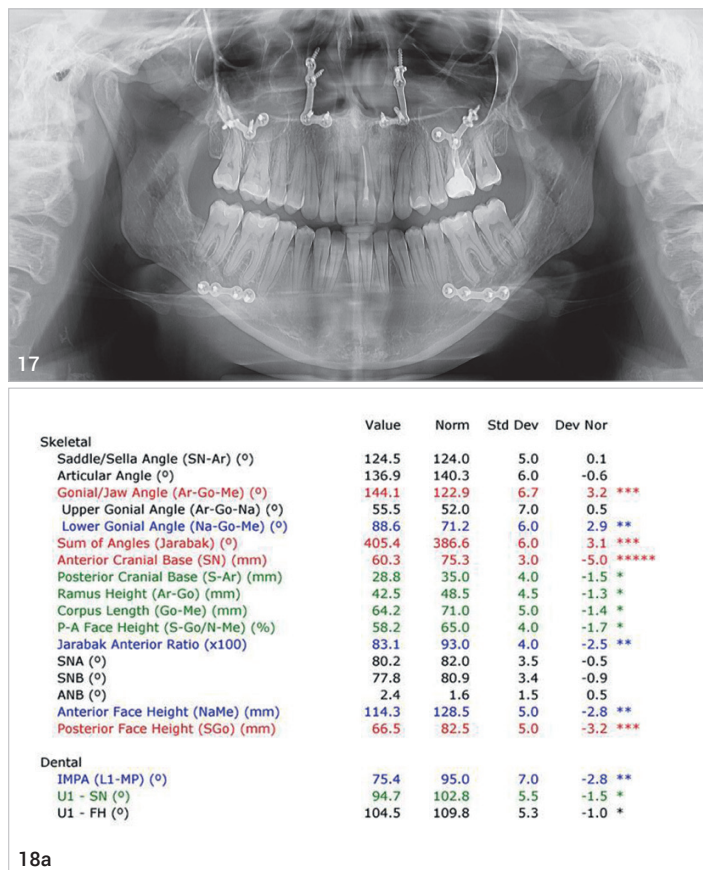 17
Value Norm Std Dev Dev Nor
Skeletal
Saddle/Sella Angle (SN-Ar) (º) 124.5 124.0 5.0 0.1
Articular Angle (º) 136.9 140.3 6.0 -0.6
Gonial/Jaw Angle (Ar-Go-Me) (º) 144.1 122.9 6.7 3.2 ***
Upper Gonial Angle (Ar-Go-Na) (º) 55.5 52.0 7.0 0.5
Lower Gonial Angle (Na-Go-Me) (º) 88.6 71.2 6.0 2.9 **
Sum of Angles (Jarabak) (º) 405.4 386.6 6.0 3.1 ***
Anterior Cranial Base (SN) (mm) 60.3 75.3 3.0 -5.0 *****
Posterior Cranial Base (S-Ar) (mm) 28.8 35.0 4.0 -1.5 *
Ramus Height (Ar-Go) (mm) 42.5 48.5 4.5 -1.3 *
Corpus Length (Go-Me) (mm) 64.2 71.0 5.0 -1.4 *
P-A Face Height (S-Go/N-Me) (%) 58.2 65.0 4.0 -1.7 *
Jarabak Anterior Ratio (x100) 83.1 93.0 4.0 -2.5 **
SNA (º) 80.2 82.0 3.5 -0.5
SNB (º) 77.8 80.9 3.4 -0.9
ANB (º) 2.4 1.6 1.5 0.5
Anterior Face Height (NaMe) (mm) 114.3 128.5 5.0 -2.8 **
Posterior Face Height (SGo) (mm) 66.5 82.5 5.0 -3.2 ***
Dental
IMPA (L1-MP) (º) 75.4 95.0 7.0 -2.8 **
U1 - SN (º) 94.7 102.8 5.5 -1.5 *
U1 - FH (º) 104.5 109.8 5.3 -1.0 *
18a